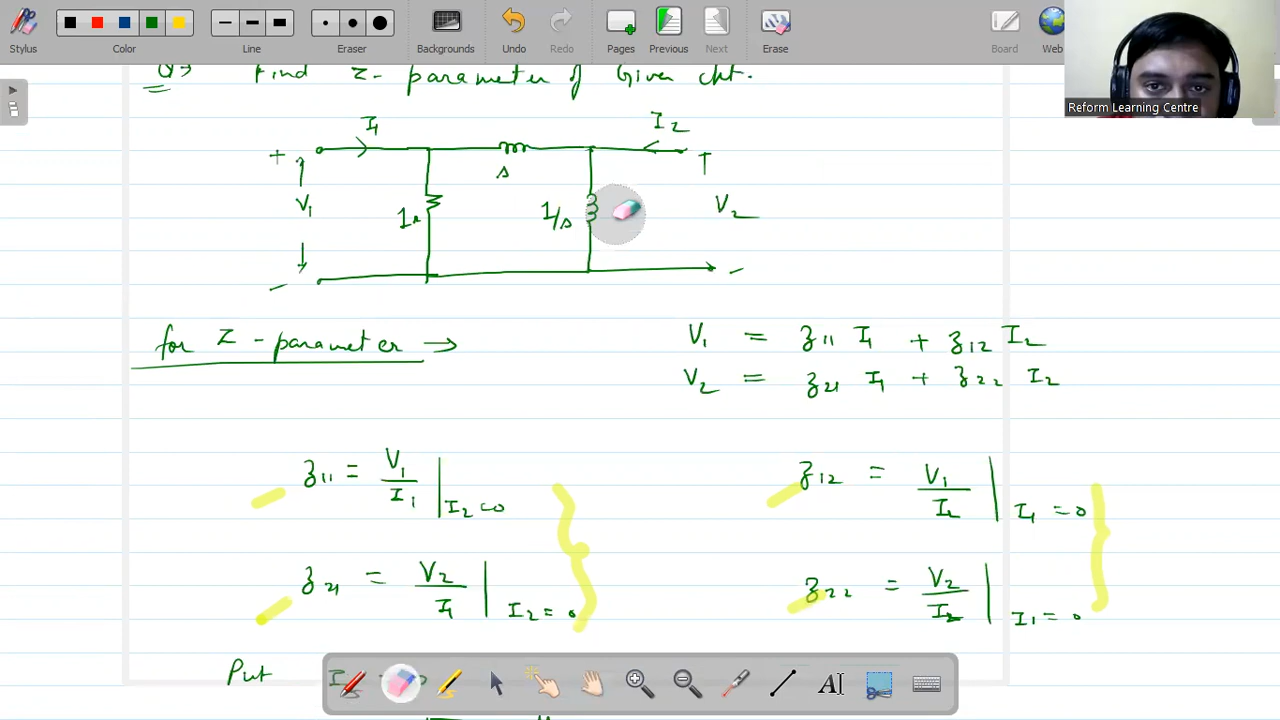 Stylus Color Line Eraser Backgrounds Undo Redo Pages Previous Next Erase Board Web
Reform Learning Centre
Q> Find Z- parameter of Given ckt.
I1 I2
+ s
V1 1Ω 1/s V2
- -
for Z - parameter →
V1 = z11 I1 + z12 I2
V2 = z21 I1 + z22 I2
z11 = V1/I1 | I2=0
z12 = V1/I2 | I1 = 0
z21 = V2/I1 | I2 = 0
z22 = V2/I2 | I1 = 0
Put
AI